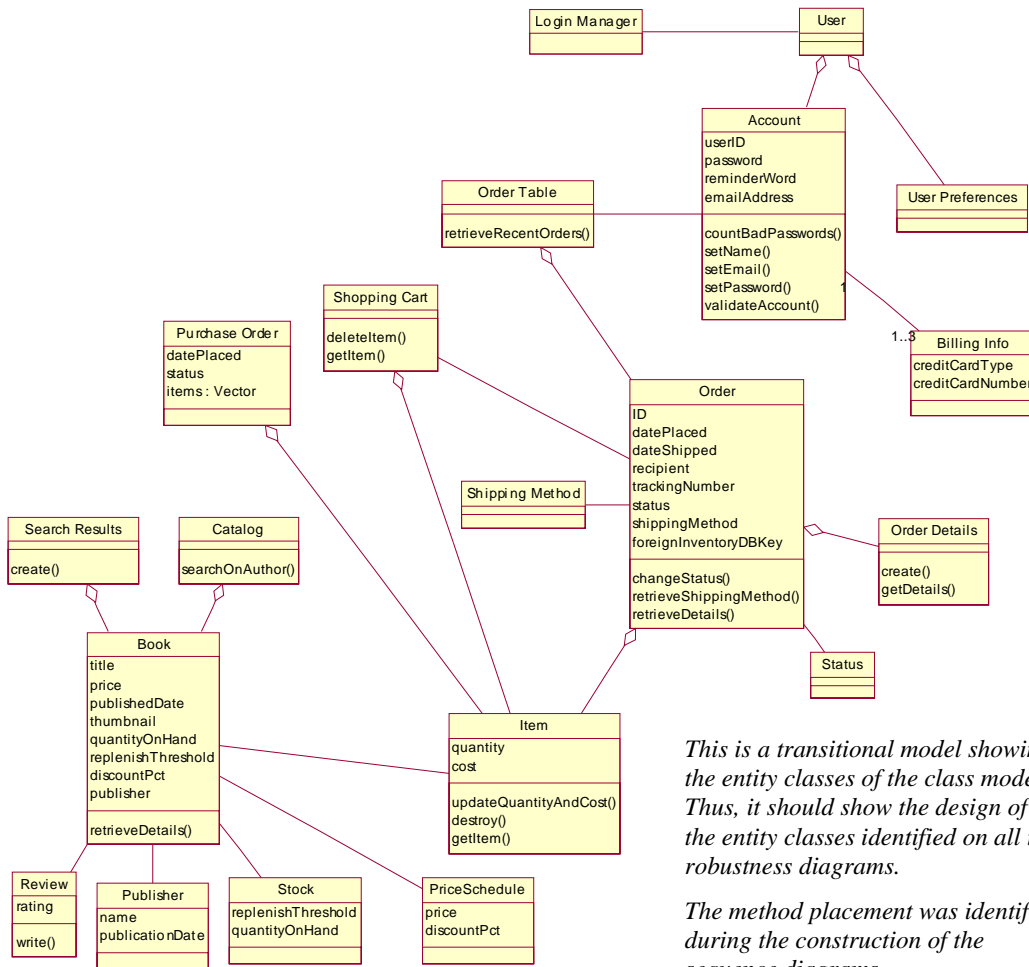 Login Manager
User
Account
userID
password
reminderWord
emailAddress
countBadPasswords()
setName()
setEmail()
setPassword()
validateAccount()
User Preferences
Order Table
retrieveRecentOrders()
1
1..3
Billing Info
creditCardType
creditCardNumber
Shopping Cart
deleteItem()
getItem()
Purchase Order
datePlaced
status
items : Vector
Order
ID
datePlaced
dateShipped
recipient
trackingNumber
status
shippingMethod
foreignInventoryDBKey
changeStatus()
retrieveShippingMethod()
retrieveDetails()
Shipping Method
Order Details
create()
getDetails()
Status
Search Results
create()
Catalog
searchOnAuthor()
Book
title
price
publishedDate
thumbnail
quantityOnHand
replenishThreshold
discountPct
publisher
retrieveDetails()
Item
quantity
cost
updateQuantityAndCost()
destroy()
getItem()
Review
rating
write()
Publisher
name
publicationDate
Stock
replenishThreshold
quantityOnHand
PriceSchedule
price
discountPct
This is a transitional model showin
the entity classes of the class mode
Thus, it should show the design of
the entity classes identified on all
robustness diagrams.
The method placement was identif
during the construction of the
sequence diagrams